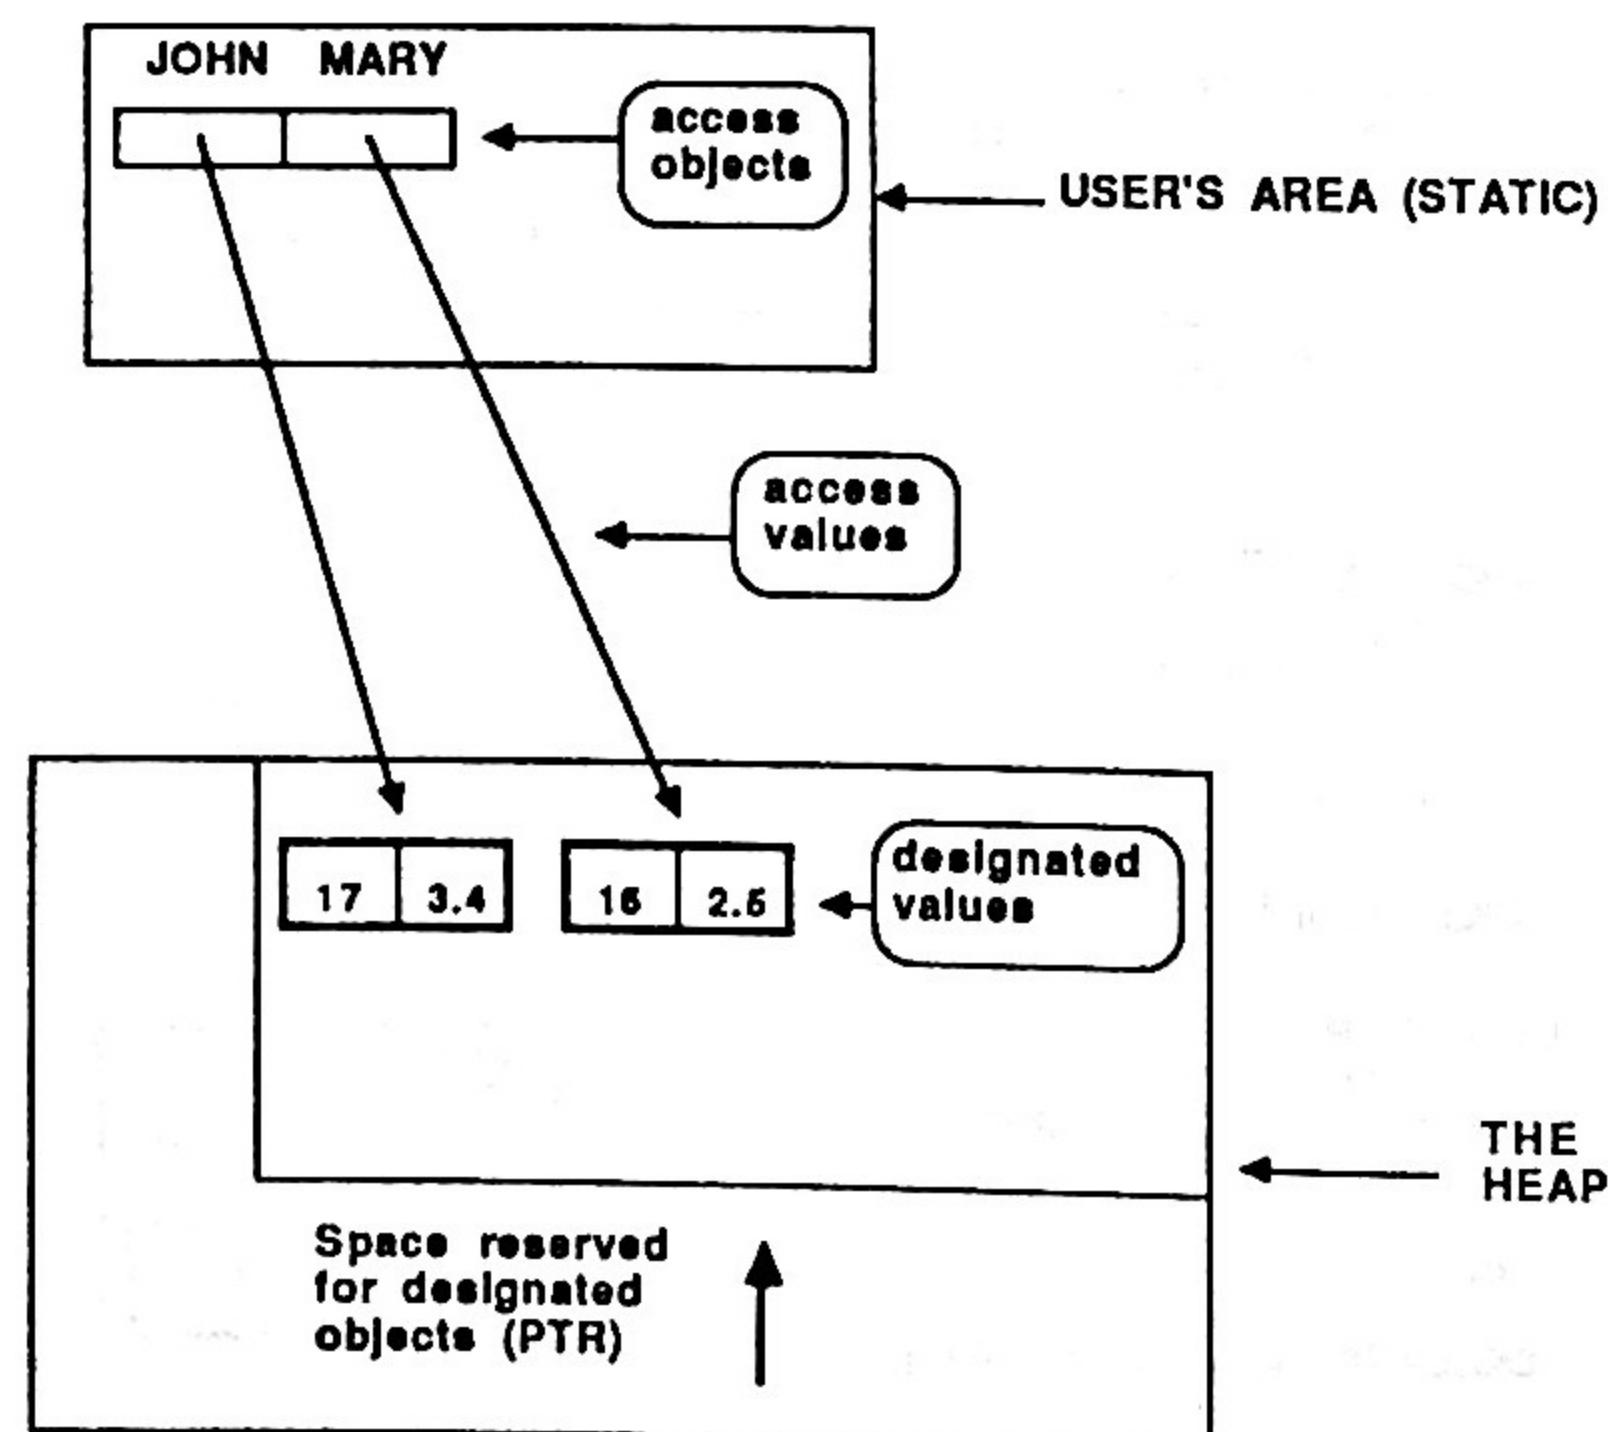 JOHN MARY
access
objects
USER'S AREA (STATIC)
access
values
17 3.4
2.5
designated
values
THE
HEAP
Space reserved
for designated
objects (PTR)